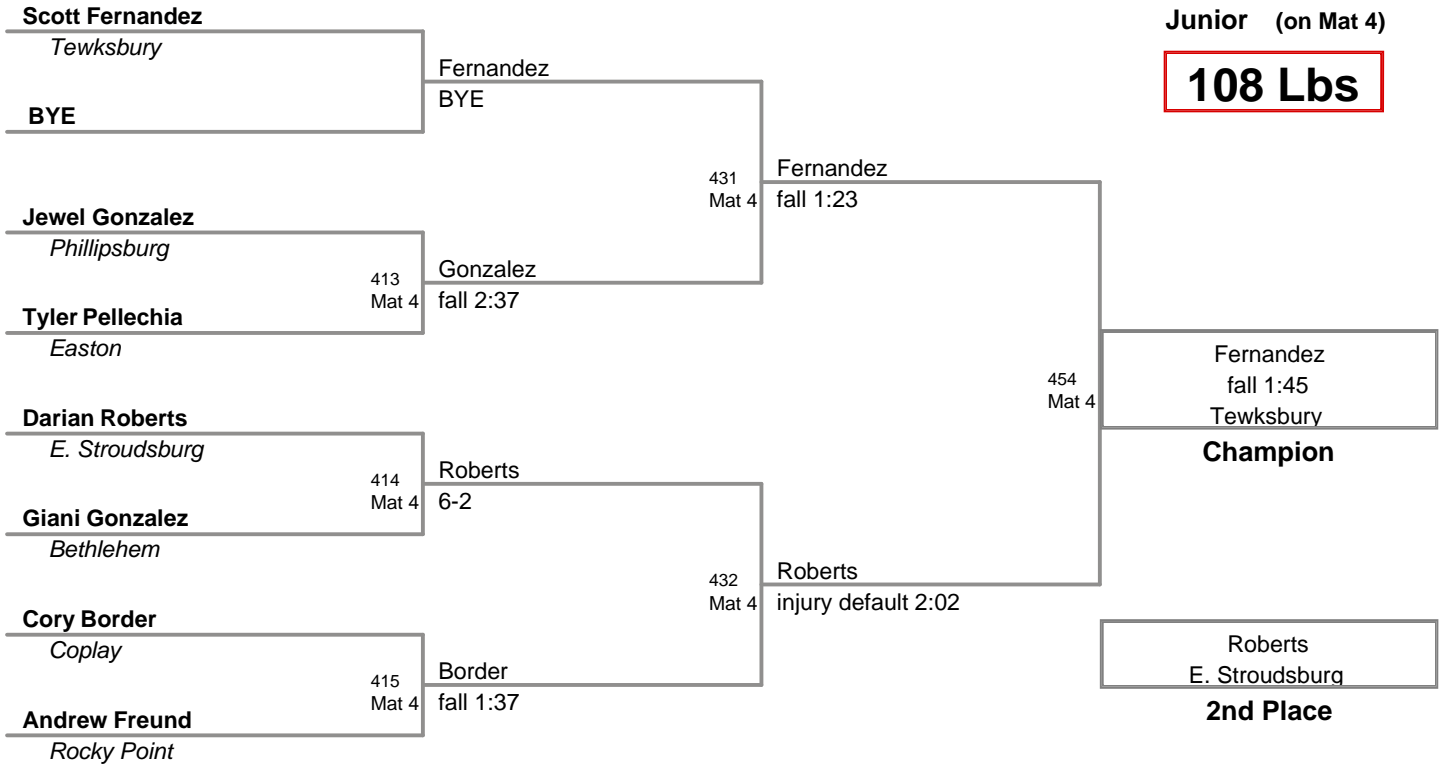 Scott Fernandez
Tewksbury
BYE
Jewel Gonzalez
Phillipsburg
Tyler Pellechia
Easton
Darian Roberts
E. Stroudsburg
Giani Gonzalez
Bethlehem
Cory Border
Coplay
Andrew Freund
Rocky Point
Fernandez
BYE
413
Mat 4
Gonzalez
fall 2:37
414
Mat 4
Roberts
6-2
415
Mat 4
Border
fall 1:37
431
Mat 4
Fernandez
fall 1:23
432
Mat 4
Roberts
injury default 2:02
Junior (on Mat 4)
108 Lbs
454
Mat 4
Fernandez
fall 1:45
Tewksbury
Champion
Roberts
E. Stroudsburg
2nd Place